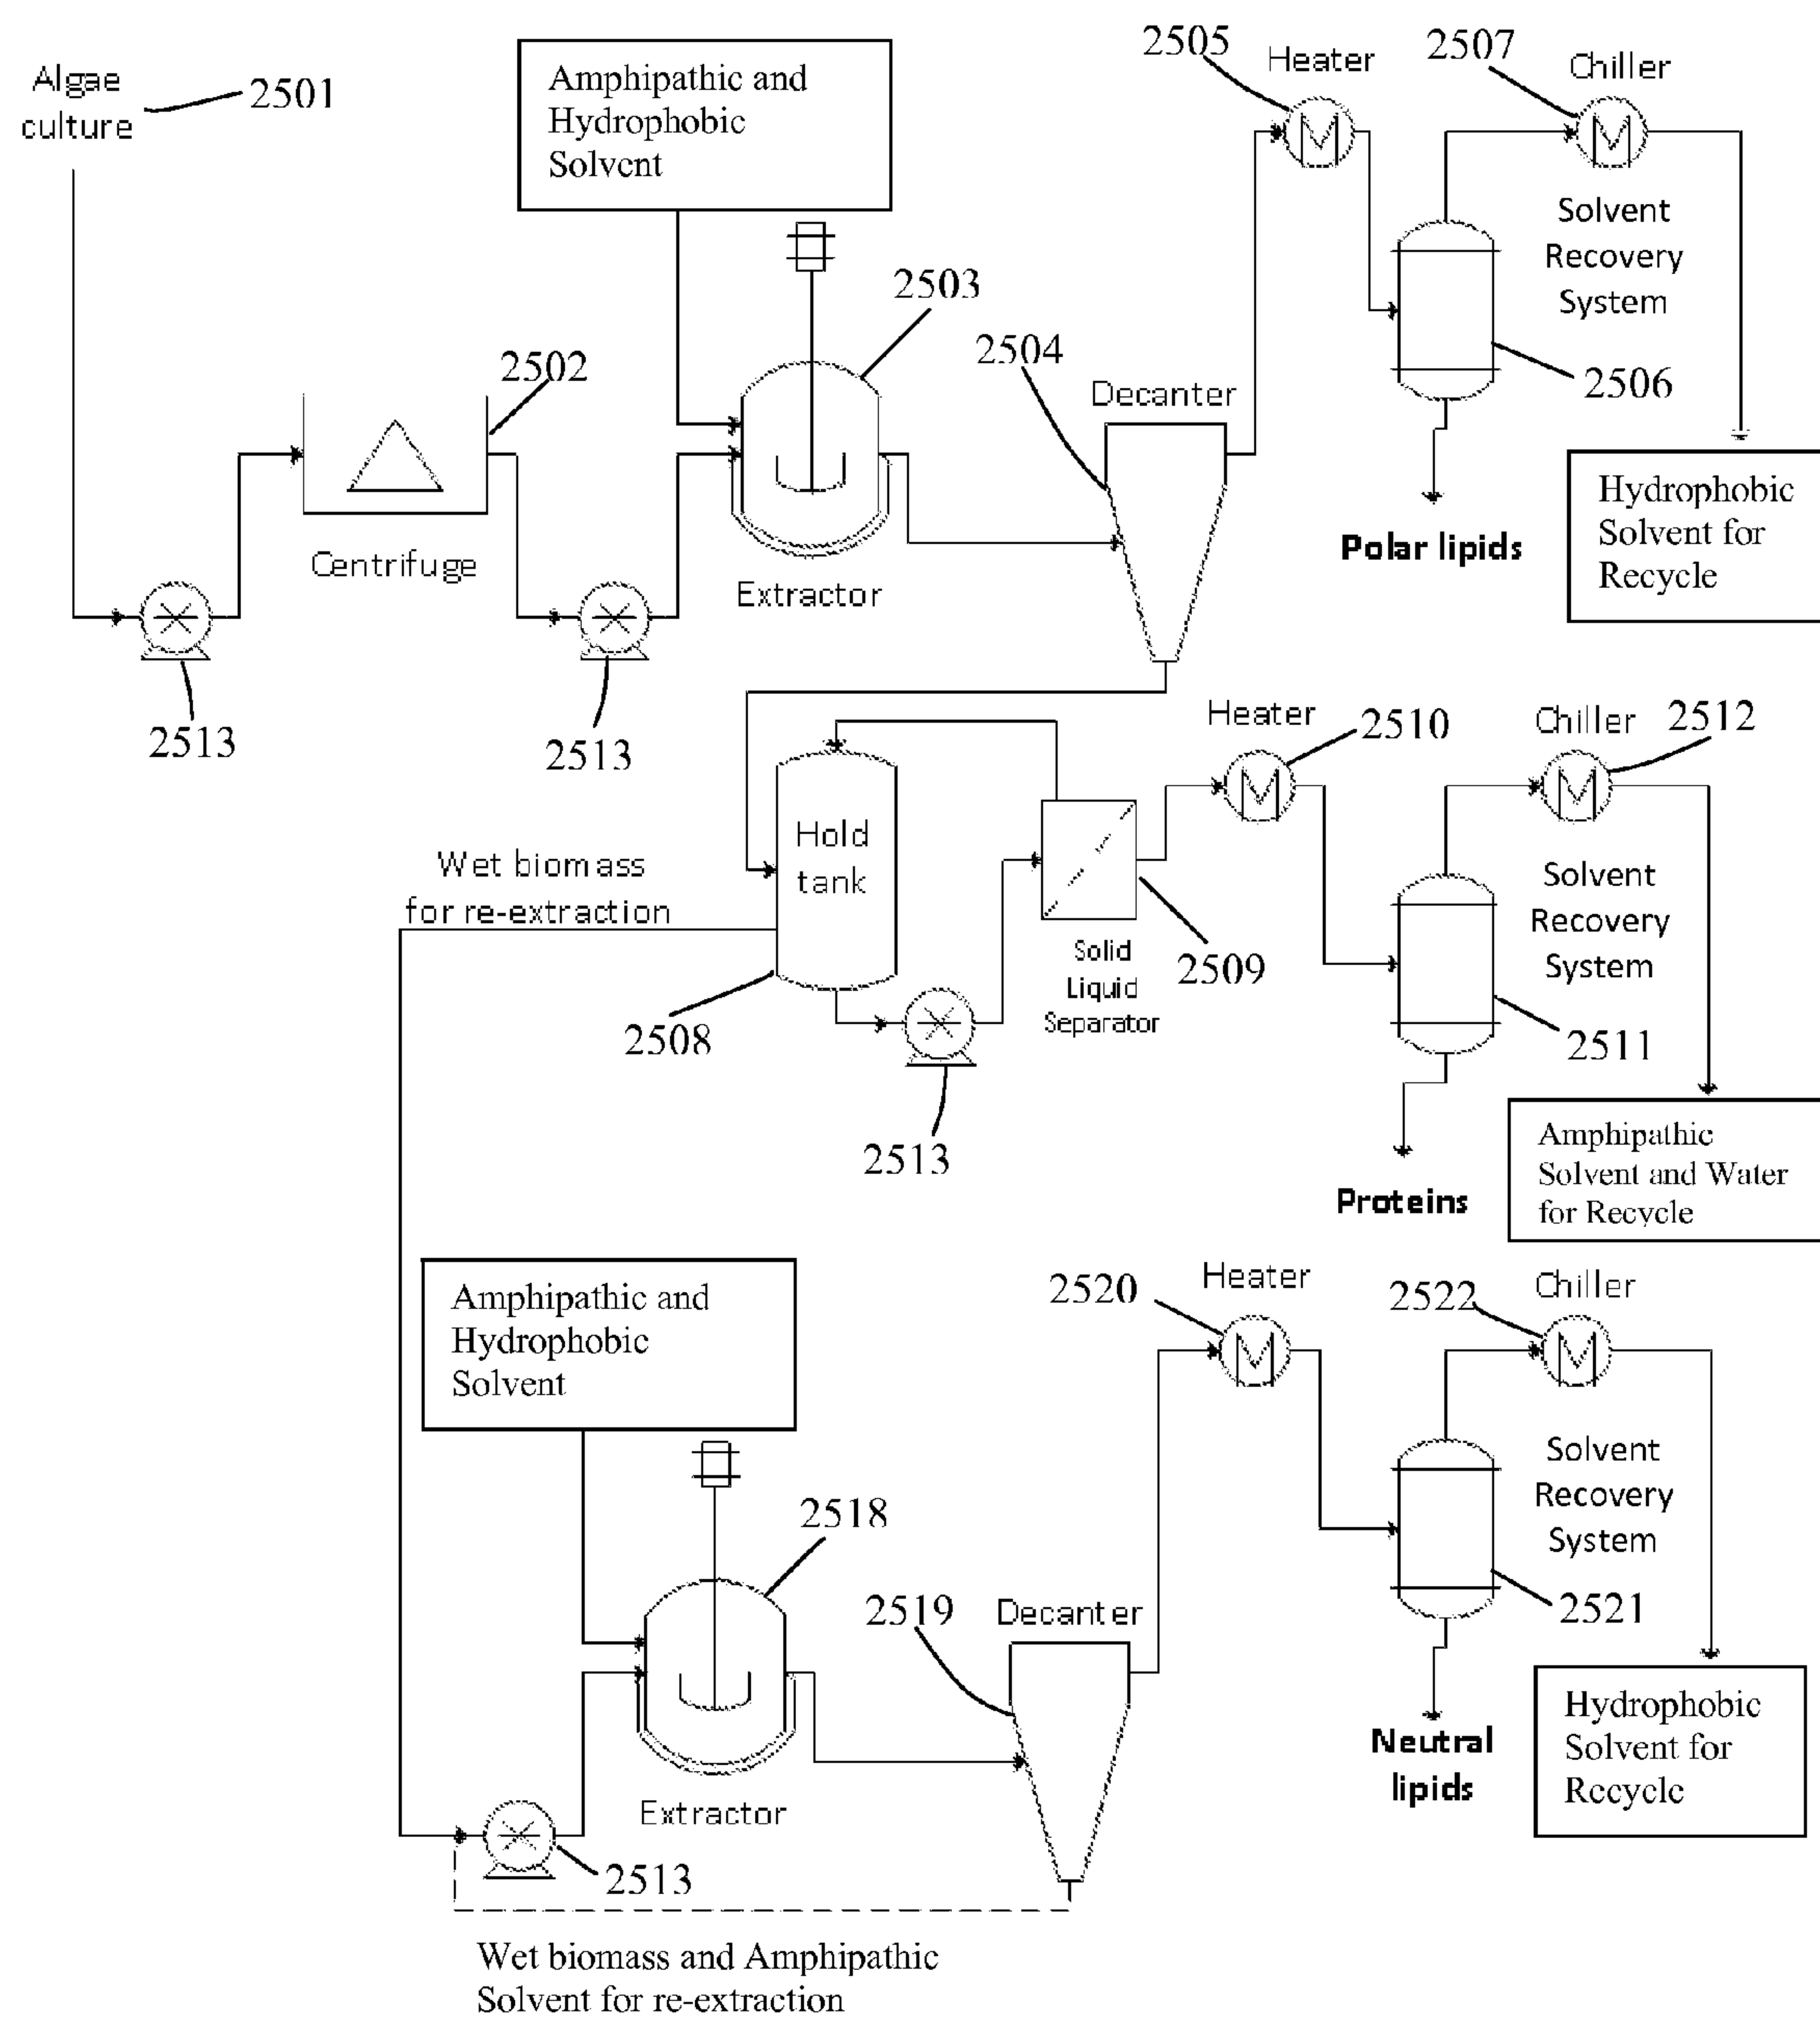 Algae
culture
2501
Amphipathic and
Hydrophobic
Solvent
2505
Heater
2507
Chiller
Solvent
Recovery
System
2503
2504
2502
Decanter
2506
Centrifuge
Extractor
Polar lipids
Hydrophobic
Solvent for
Recycle
2513
2513
Heater
2510
Chiller
2512
Hold
tank
Wet biomass
for re-extraction
Solid
Liquid
Separator
2509
Solvent
Recovery
System
2508
2511
2513
Proteins
Amphipathic
Solvent and Water
for Recycle
Amphipathic and
Hydrophobic
Solvent
2520
Heater
2522
Chiller
Solvent
Recovery
System
2518
2519
Decanter
2521
Extractor
2513
Neutral
lipids
Hydrophobic
Solvent for
Recycle
Wet biomass and Amphipathic
Solvent for re-extraction